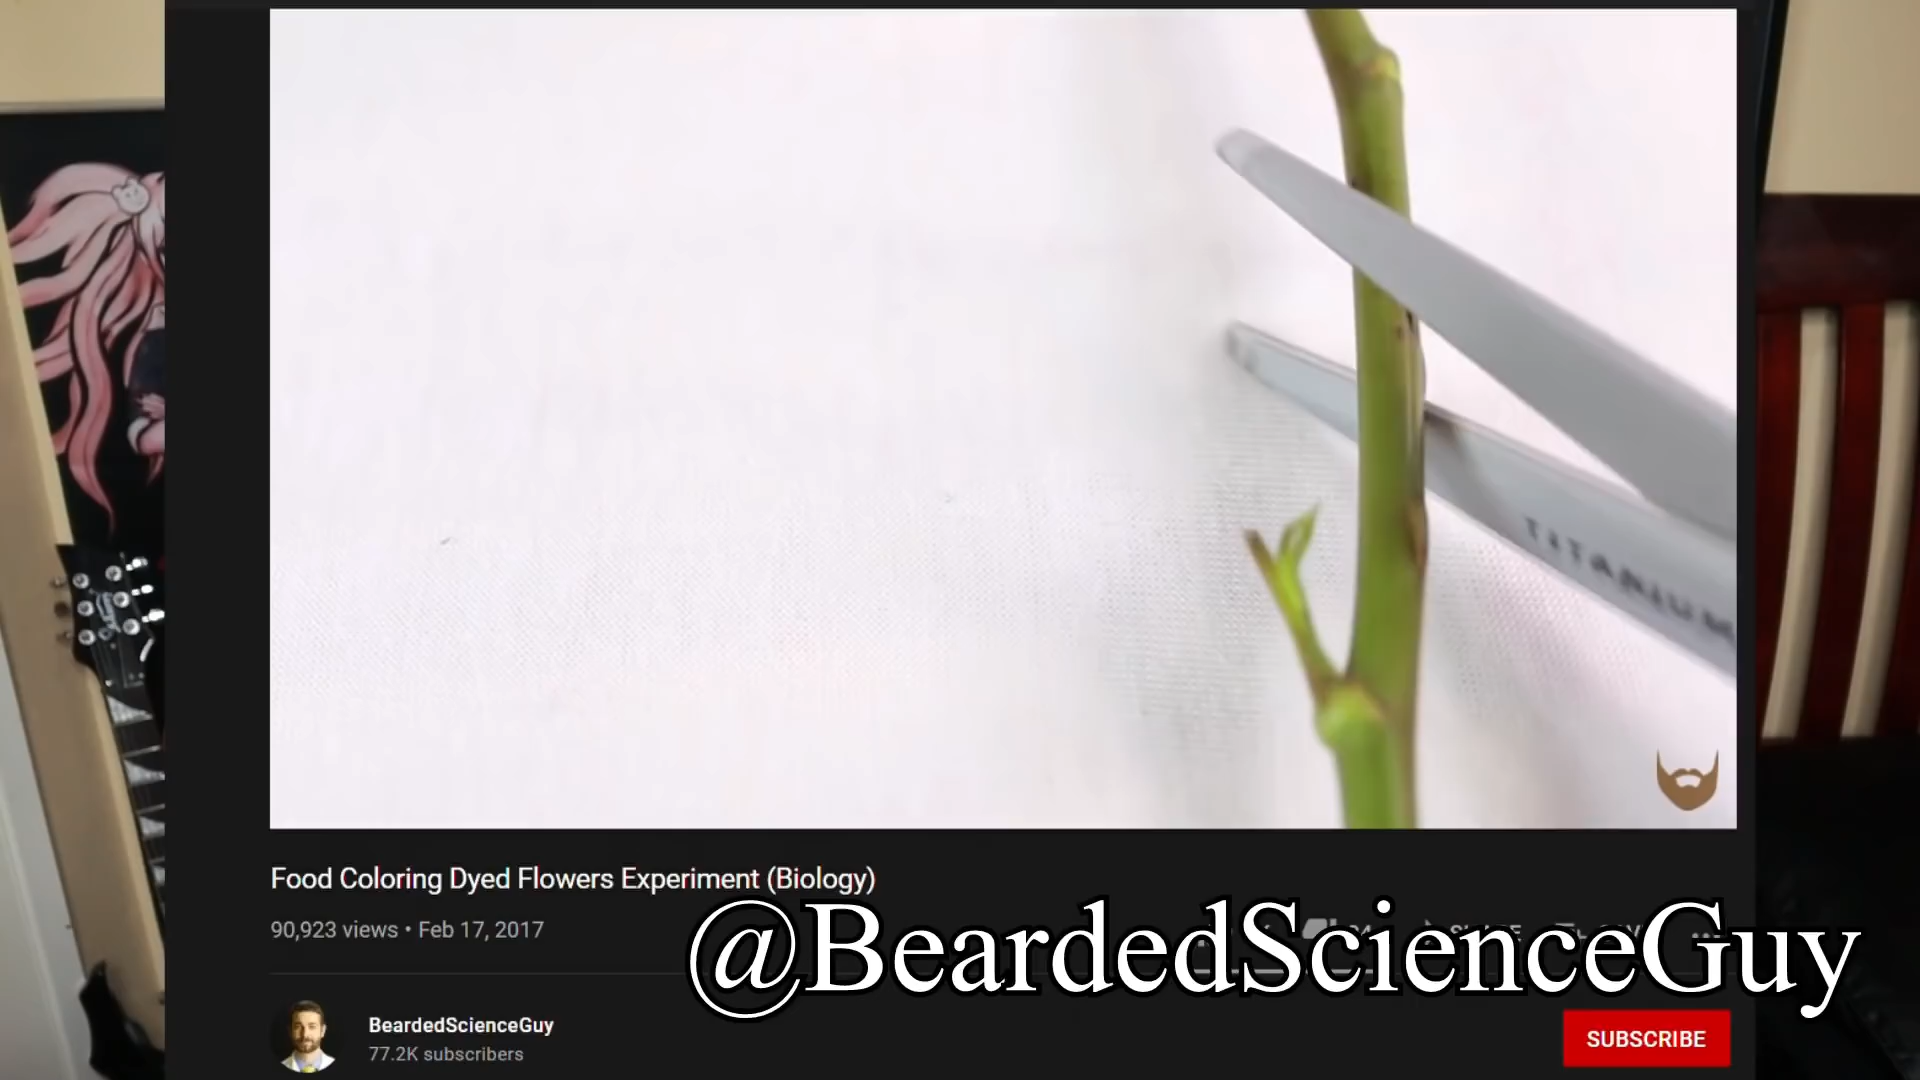 TITANIUM
Food Coloring Dyed Flowers Experiment (Biology)
90,923 views • Feb 17, 2017
@BeardedScienceGuy
BeardedScienceGuy
77.2K subscribers
SUBSCRIBE